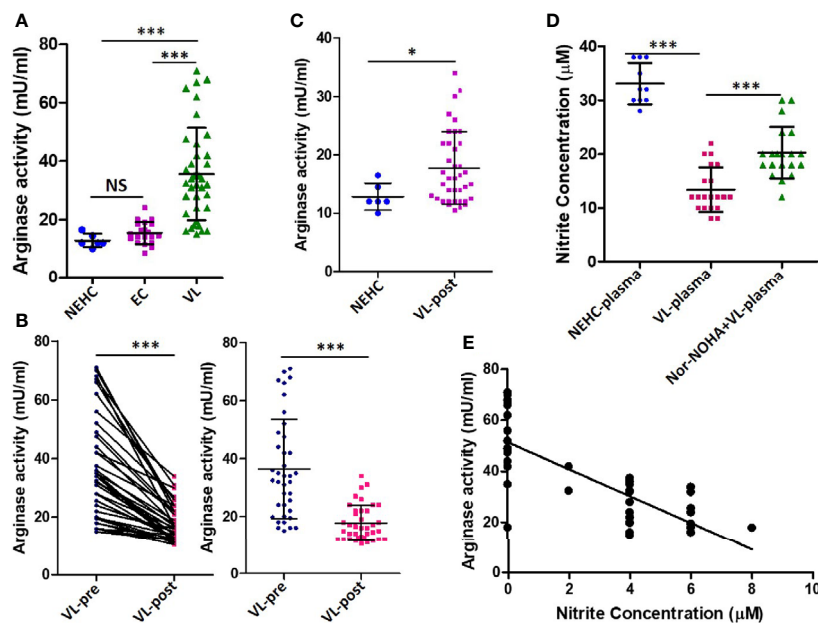 A
Arginase activity (mU/ml)
80
60
40
20
0
***
***
NS
NEHC
EC
VL
C
Arginase activity (mU/ml)
40
30
20
10
0
*
NEHC
VL-post
D
Nitrite Concentration (µM)
40
30
20
10
0
***
***
NEHC-plasma
VL-plasma
Nor-NOHA+VL-plasma
B
Arginase activity (mU/ml)
80
60
40
20
0
***
VL-pre
VL-post
Arginase activity (mU/ml)
80
60
40
20
0
***
VL-pre
VL-post
E
Arginase activity (mU/ml)
80
60
40
20
0
0
2
4
6
8
10
Nitrite Concentration (µM)